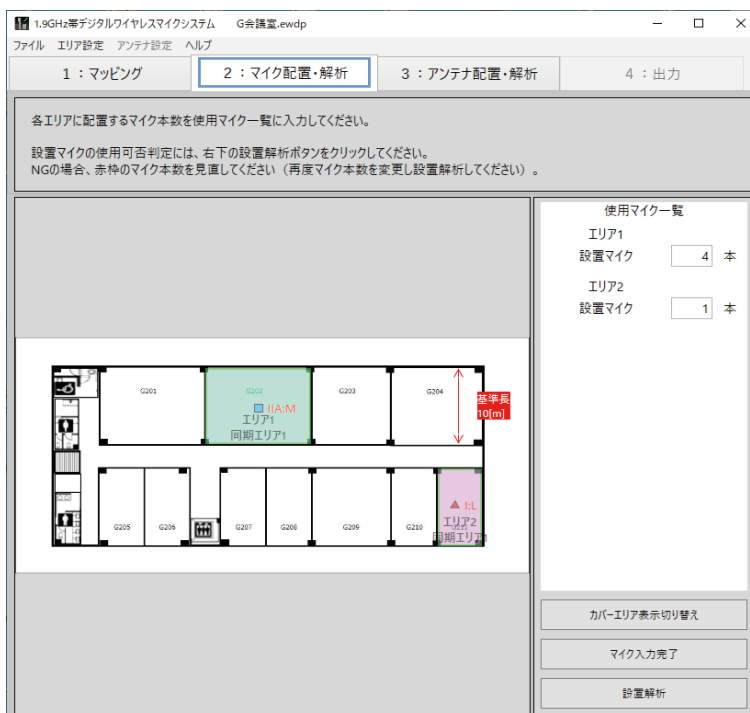 1.9GHz帯デジタルワイヤレスマイクシステム G会議室.ewdp
ファイル エリア設定 アンテナ設定 ヘルプ
1：マッピング 2：マイク配置・解析 3：アンテナ配置・解析 4：出力
各エリアに配置するマイク本数を使用マイク一覧に入力してください。
設置マイクの使用可否判定には、右下の設置解析ボタンをクリックしてください。
NGの場合、赤枠のマイク本数を見直してください（再度マイク本数を変更し設置解析してください）。
使用マイク一覧
エリア1
設置マイク 4 本
エリア2
設置マイク 1 本
G201 G202 G203 G204
基準長
10[m]
IIA:M
エリア1
同期エリア1
G205 G206 G207 G208 G209 G210
I:L
エリア2
同期エリア1
カバーエリア表示切り替え
マイク入力完了
設置解析